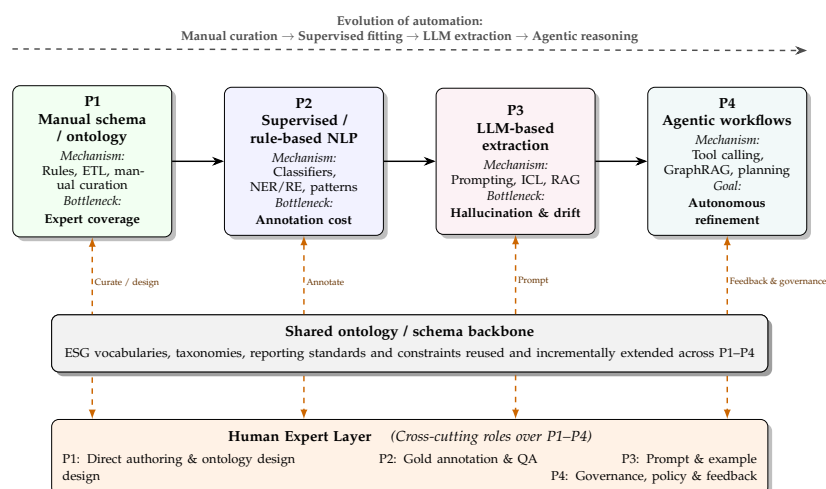 Evolution of automation:
Manual curation → Supervised fitting → LLM extraction → Agentic reasoning
P1
Manual schema
/ ontology
Mechanism:
Rules, ETL, man-
ual curation
Bottleneck:
Expert coverage
P2
Supervised /
rule-based NLP
Mechanism:
Classifiers,
NER/RE, patterns
Bottleneck:
Annotation cost
P3
LLM-based
extraction
Mechanism:
Prompting, ICL, RAG
Bottleneck:
Hallucination & drift
P4
Agentic workflows
Mechanism:
Tool calling,
GraphRAG, planning
Goal:
Autonomous
refinement
Curate / design
Annotate
Prompt
Feedback & governance
Shared ontology / schema backbone
ESG vocabularies, taxonomies, reporting standards and constraints reused and incrementally extended across P1–P4
Human Expert Layer (Cross-cutting roles over P1–P4)
P1: Direct authoring & ontology design P2: Gold annotation & QA P3: Prompt & example
design P4: Governance, policy & feedback